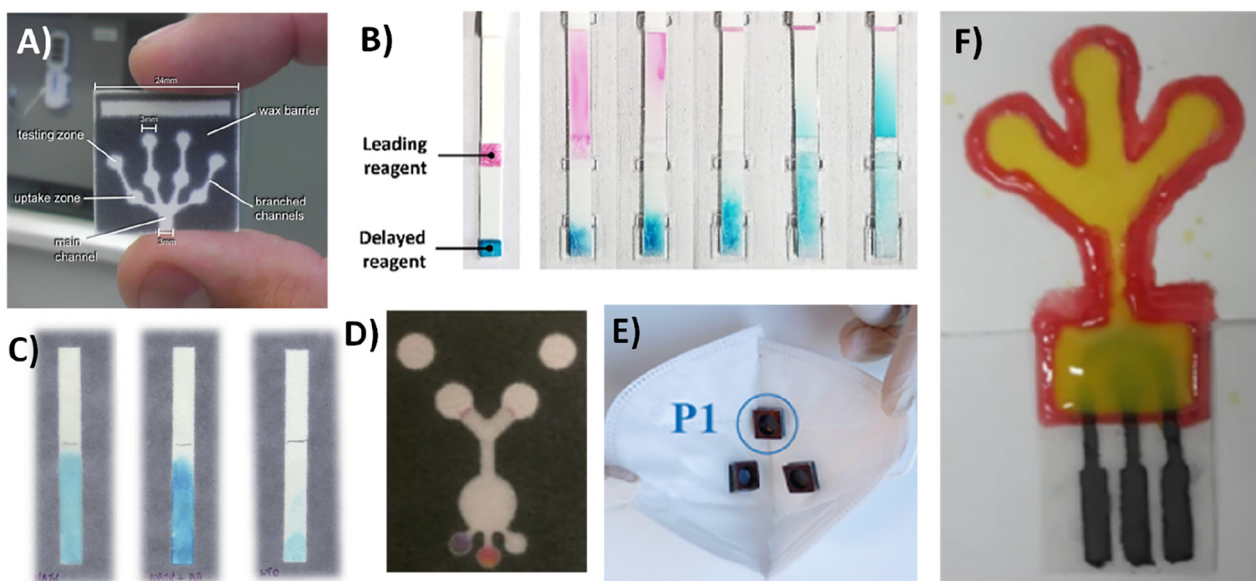 A)
24mm
wax barrier
3mm
testing zone
uptake zone
branched
channels
main
channel
3mm
B)
Leading
reagent
Delayed
reagent
C)
D)
E)
P1
F)